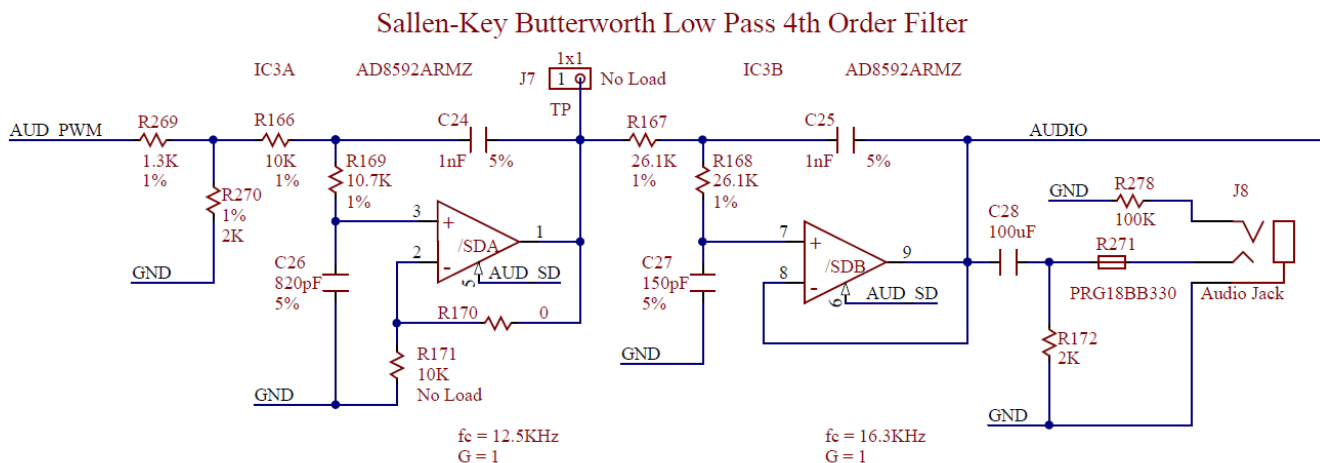 Sallen-Key Butterworth Low Pass 4th Order Filter
IC3A
AD8592ARMZ
1x1
J7
1
No Load
TP
IC3B
AD8592ARMZ
AUD_PWM
R269
1.3K
1%
R166
10K
1%
C24
1nF
5%
R167
26.1K
1%
C25
1nF
5%
AUDIO
R169
10.7K
1%
R168
26.1K
1%
R270
1%
2K
GND
C26
820pF
5%
3
+
2
-
/SDA
1
5
AUD_SD
R170
0
R171
10K
No Load
GND
C27
150pF
5%
GND
7
+
8
-
/SDB
9
6
AUD_SD
C28
100uF
GND
R278
100K
J8
R271
PRG18BB330
Audio Jack
R172
2K
GND
fc = 12.5KHz
G = 1
fc = 16.3KHz
G = 1